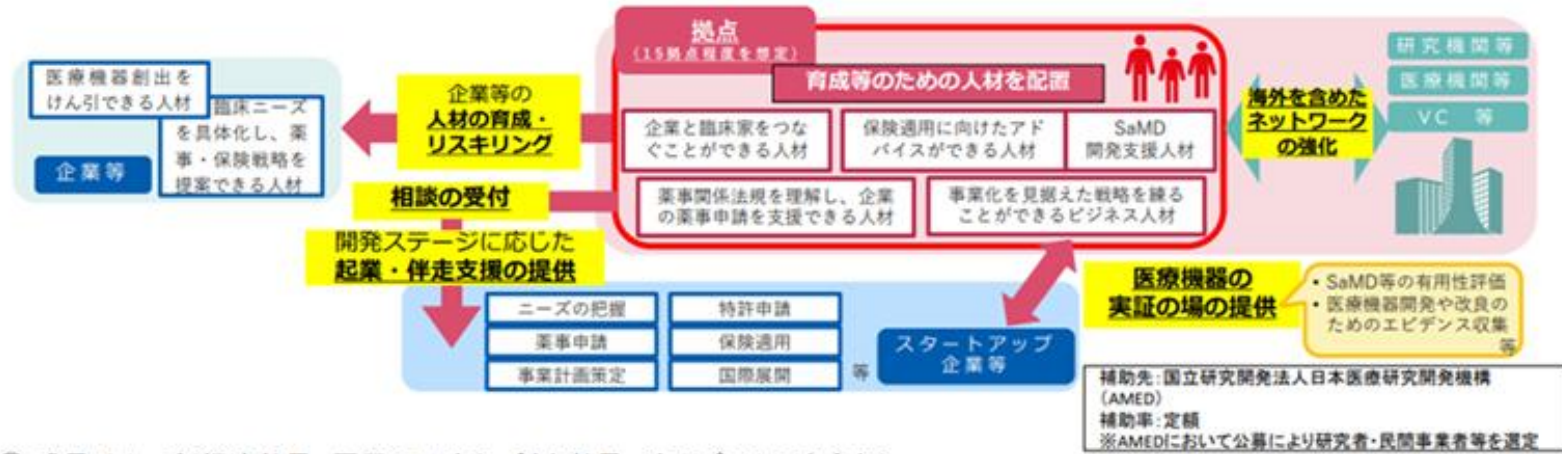 拠点
(15拠点程度を想定)
育成等のための人材を配置
企業と臨床家をつな
ぐことができる人材
保険適用に向けたアド
バイスができる人材
SaMD
開発支援人材
薬事関係法規を理解し、企業
の薬事申請を支援できる人材
事業化を見据えた戦略を練る
ことができるビジネス人材
医療機器創出を
けん引できる人材
臨床ニーズ
を具体化し、薬
事・保険戦略を
提案できる人材
企業等
企業等の
人材の育成・
リスキリング
相談の受付
開発ステージに応じた
起業・伴走支援の提供
ニーズの把握
特許申請
薬事申請
保険適用
事業計画策定
国際展開
等
スタートアップ
企業等
海外を含めた
ネットワーク
の強化
研究機関等
医療機関等
VC 等
医療機器の
実証の場の提供
• SaMD等の有用性評価
• 医療機器開発や改良の
ためのエビデンス収集
等
補助先:国立研究開発法人日本医療研究開発機構
(AMED)
補助率:定額
※AMEDにおいて公募により研究者・民間事業者等を選定